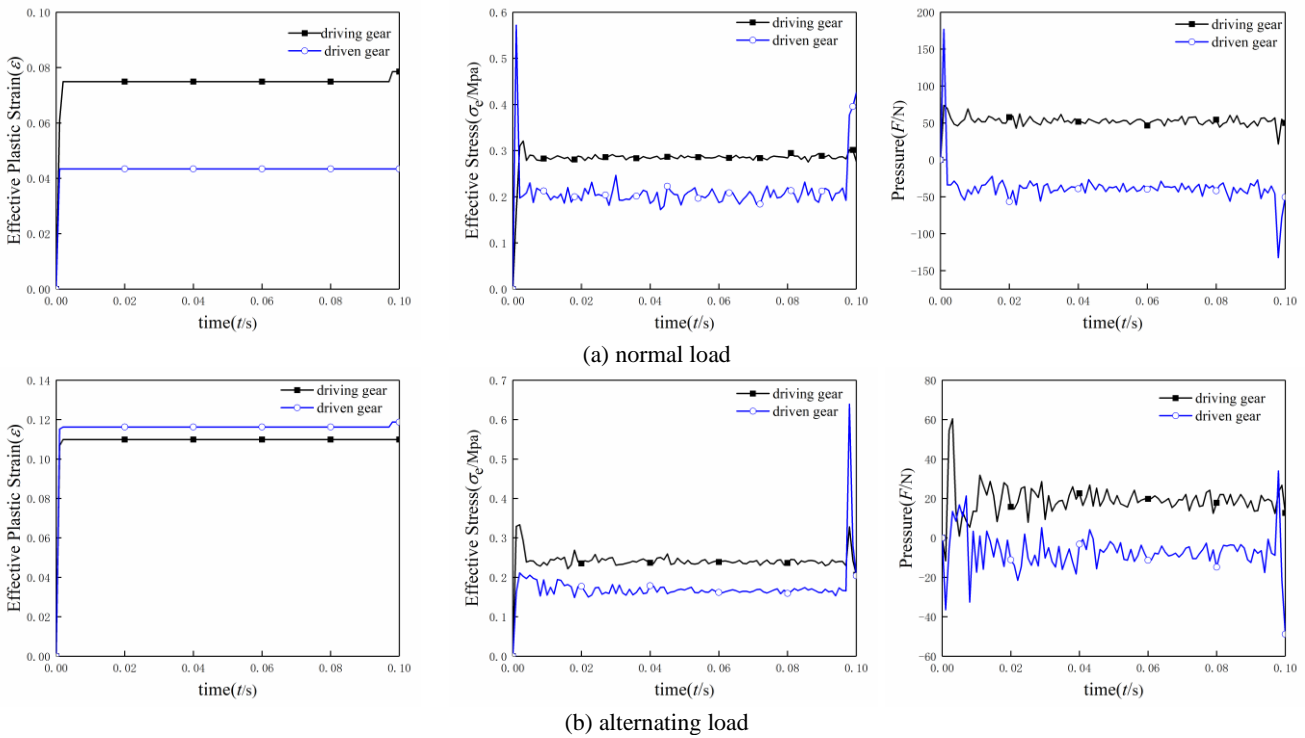 Effective Plastic Strain(ε)
0.10
0.08
0.06
0.04
0.02
0.00
driving gear
driven gear
0.00 0.02 0.04 0.06 0.08 0.10
time(t/s)
Effective Stress(σe/Mpa)
0.6
0.5
0.4
0.3
0.2
0.1
0.0
driving gear
driven gear
0.00 0.02 0.04 0.06 0.08 0.10
time(t/s)
Pressure(F/N)
200
150
100
50
0
-50
-100
-150
driving gear
driven gear
0.00 0.02 0.04 0.06 0.08 0.10
time(t/s)
(a) normal load
Effective Plastic Strain(ε)
0.14
0.12
0.10
0.08
0.06
0.04
0.02
0.00
driving gear
driven gear
0.00 0.02 0.04 0.06 0.08 0.10
time(t/s)
Effective Stress(σe/Mpa)
0.7
0.6
0.5
0.4
0.3
0.2
0.1
0.0
driving gear
driven gear
0.00 0.02 0.04 0.06 0.08 0.10
time(t/s)
Pressure(F/N)
80
60
40
20
0
-20
-40
-60
driving gear
driven gear
0.00 0.02 0.04 0.06 0.08 0.10
time(t/s)
(b) alternating load